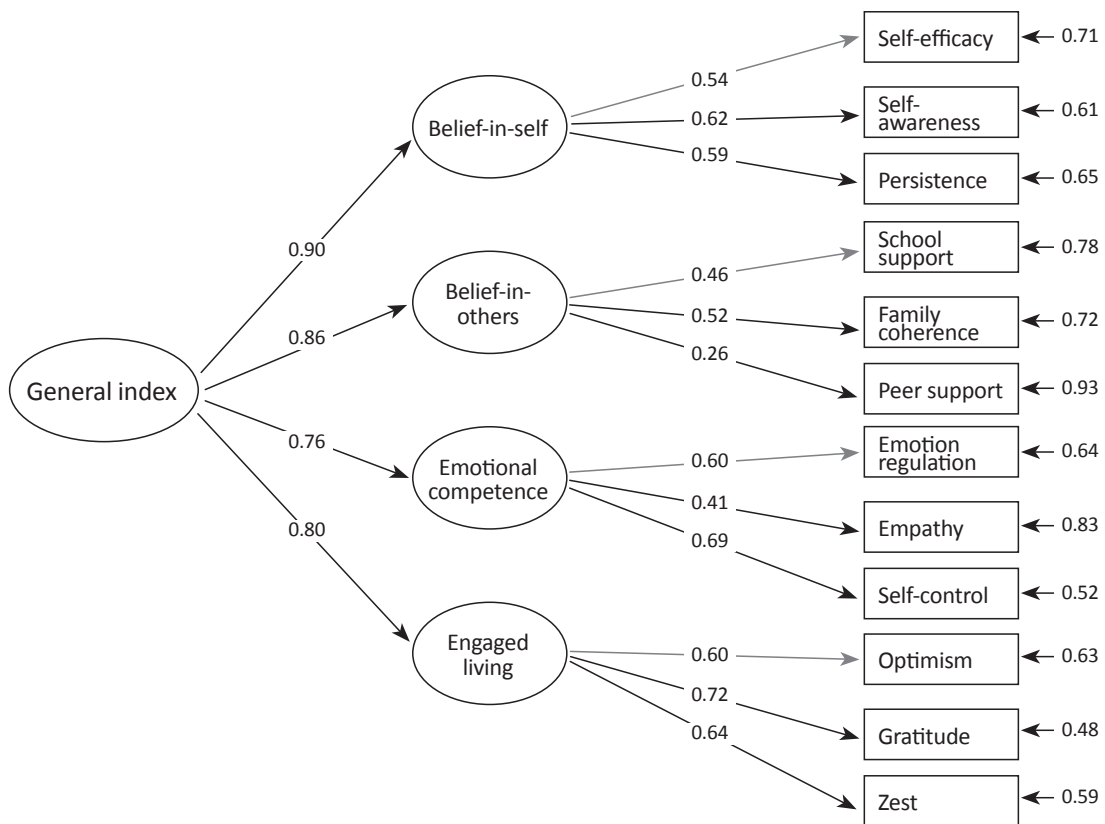 Self-efficacy
0.71
0.54
Self-
awareness
0.61
Belief-in-self
0.62
0.59
Persistence
0.65
0.90
School
support
0.78
0.46
Belief-in-
others
0.52
Family
coherence
0.72
0.86
0.26
Peer support
0.93
General index
0.76
Emotion
regulation
0.64
0.60
Emotional
competence
0.41
Empathy
0.83
0.80
0.69
Self-control
0.52
Engaged
living
0.60
Optimism
0.63
0.72
Gratitude
0.48
0.64
Zest
0.59